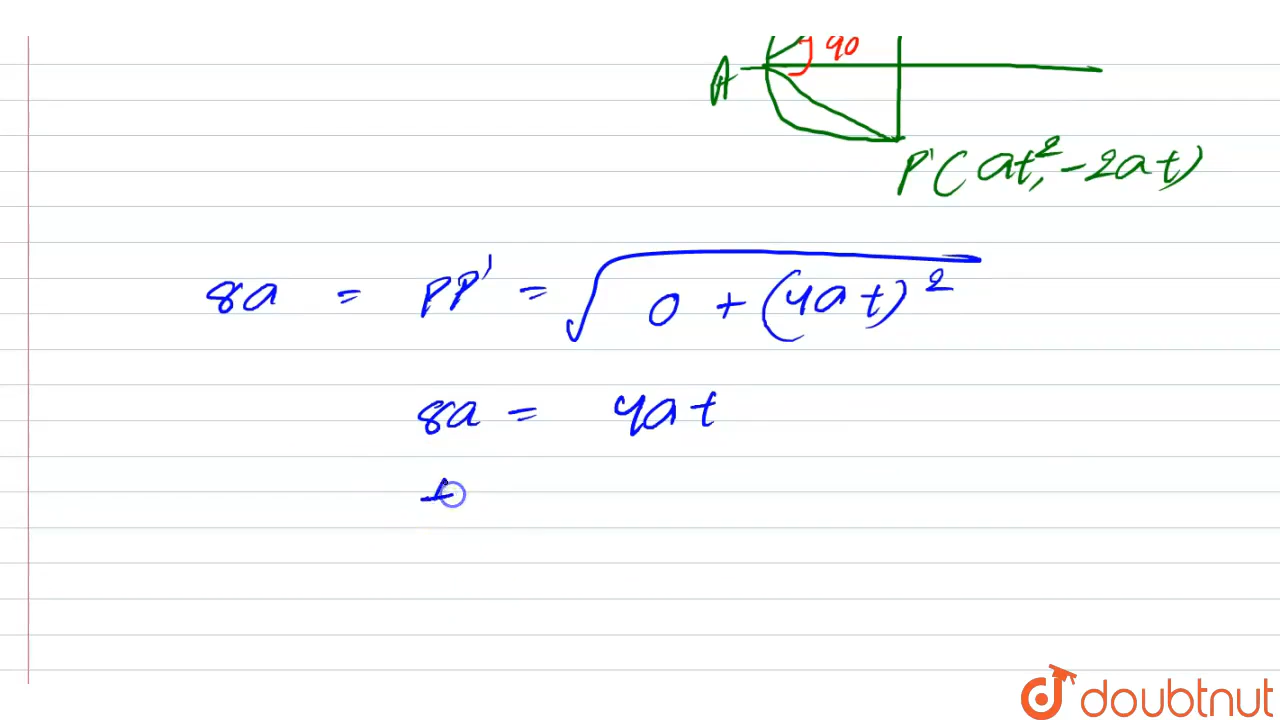 90
A
P'(at², -2at)
8a = PP' = √(0 + (4at)²)
8a = 4at
t
doubtnut